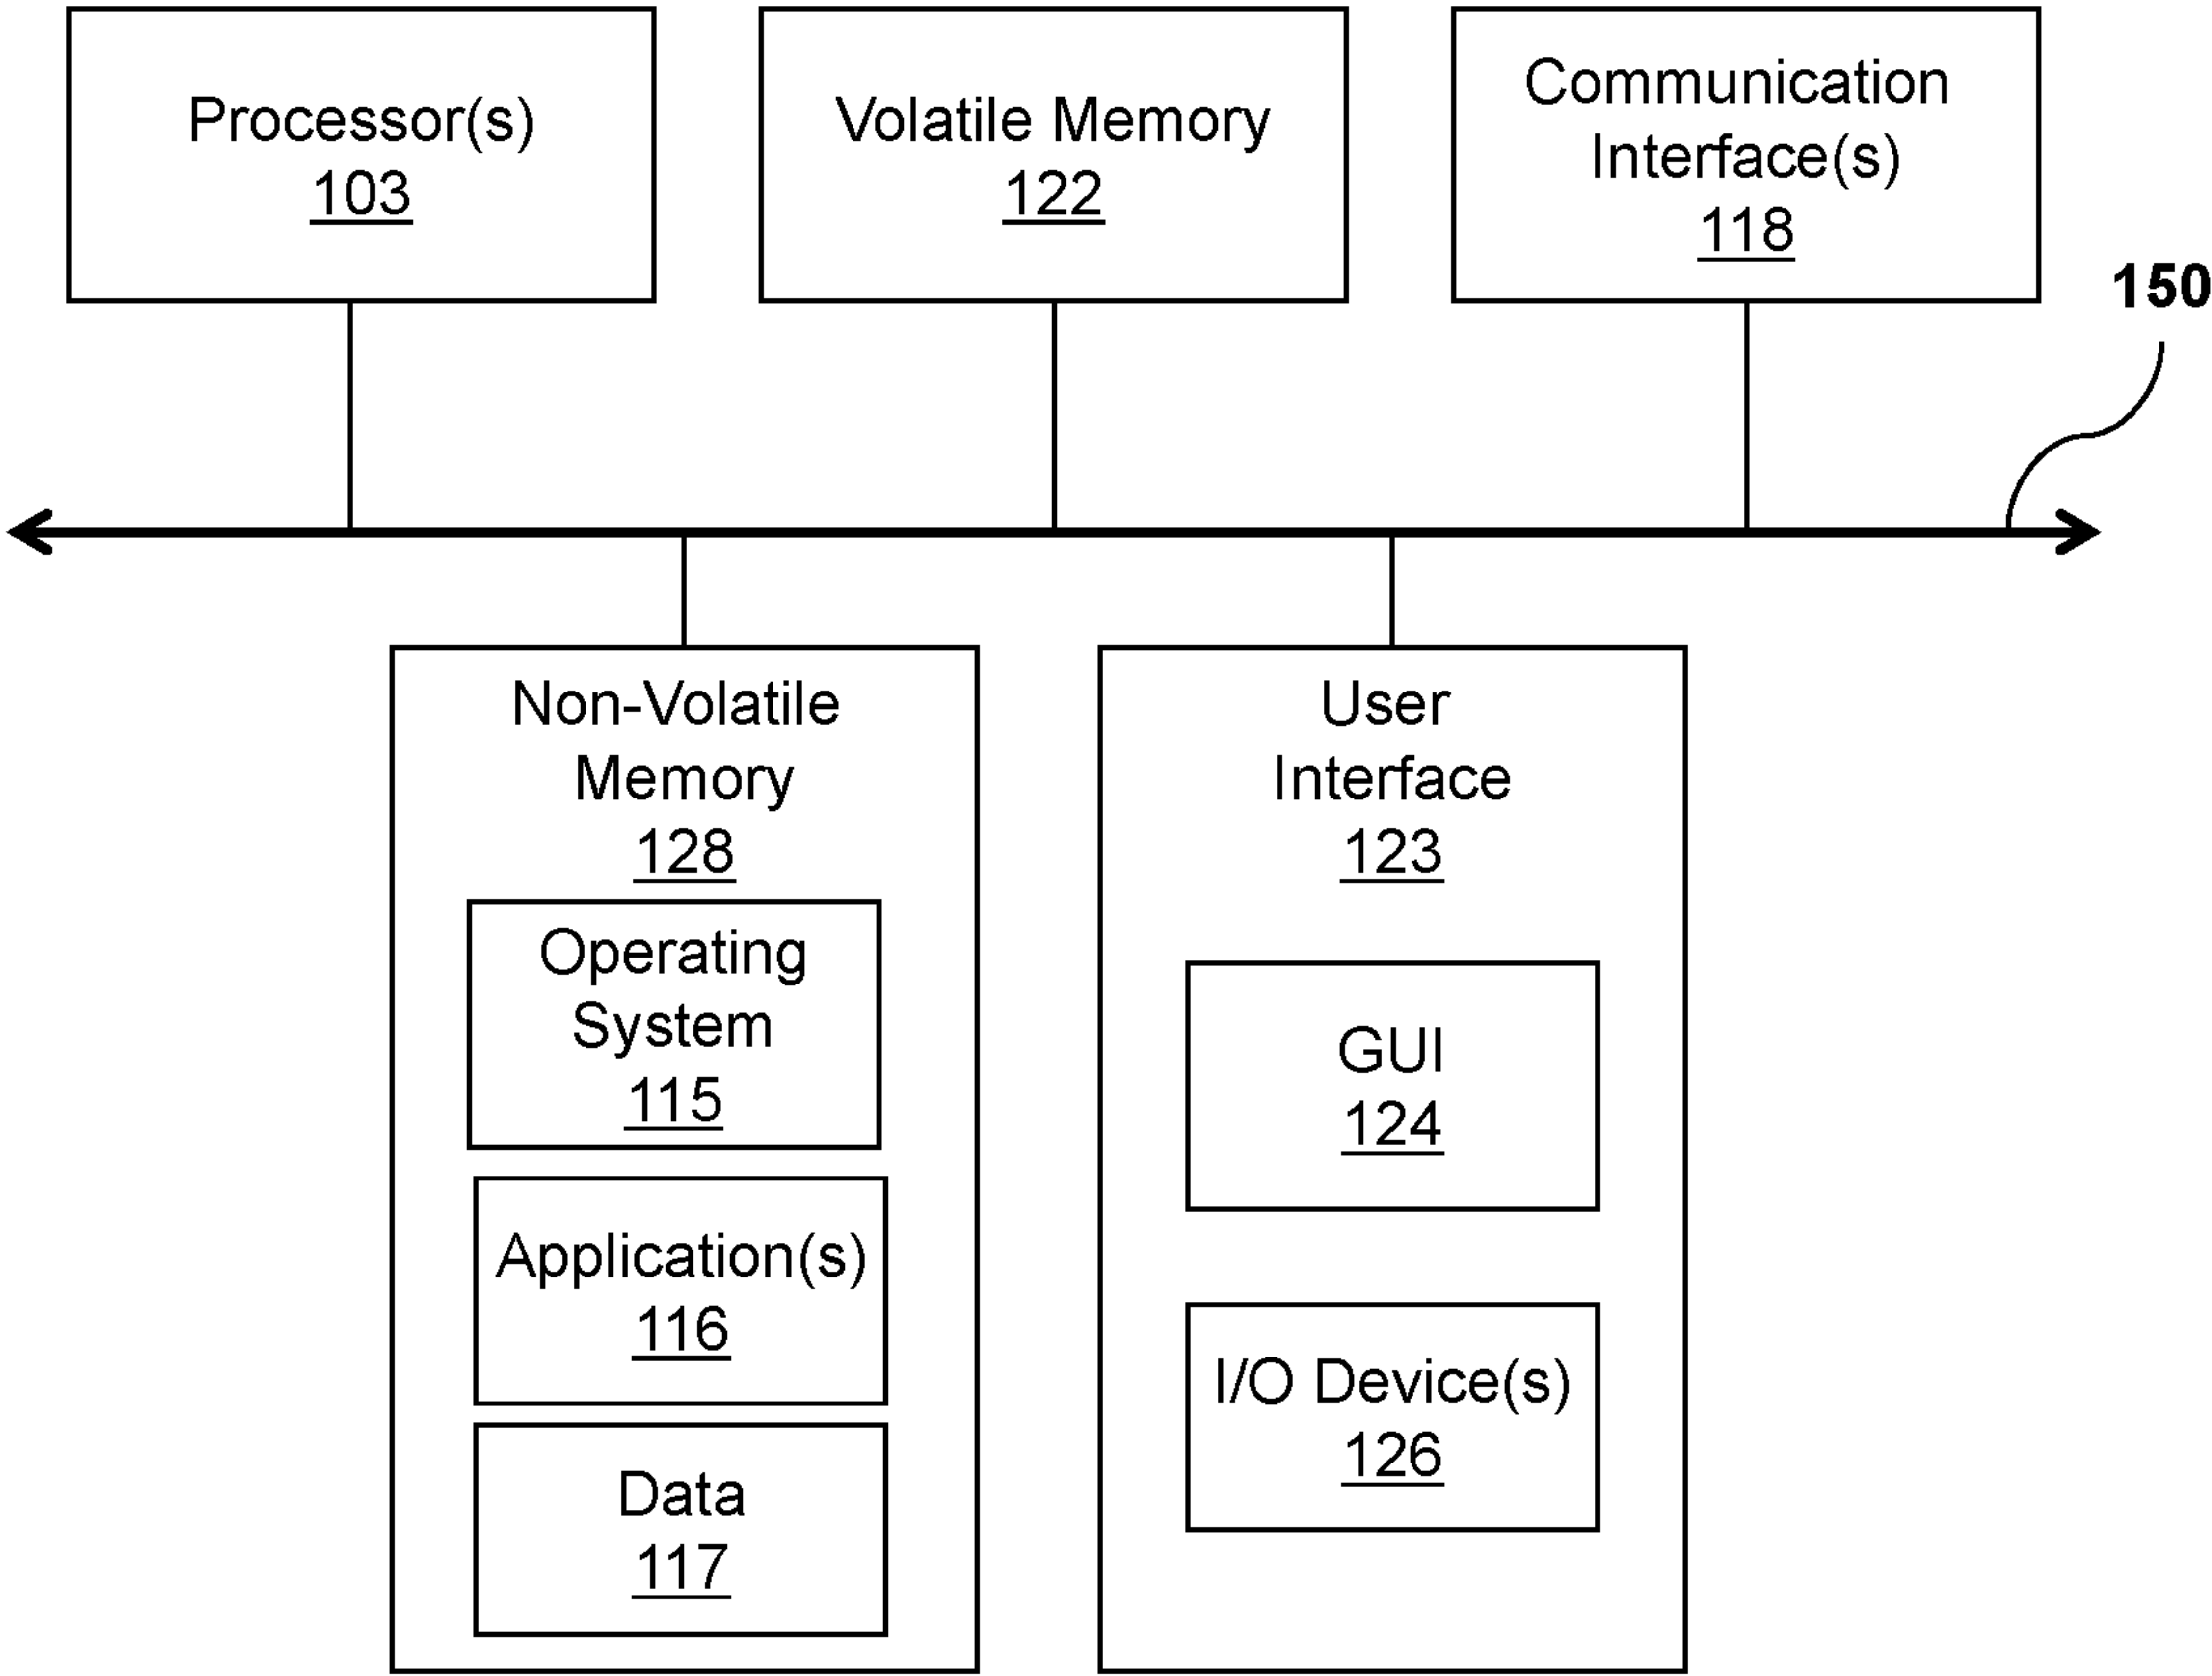 Processor(s)
103
Volatile Memory
122
Communication
Interface(s)
118
150
Non-Volatile
Memory
128
Operating
System
115
Application(s)
116
Data
117
User
Interface
123
GUI
124
I/O Device(s)
126